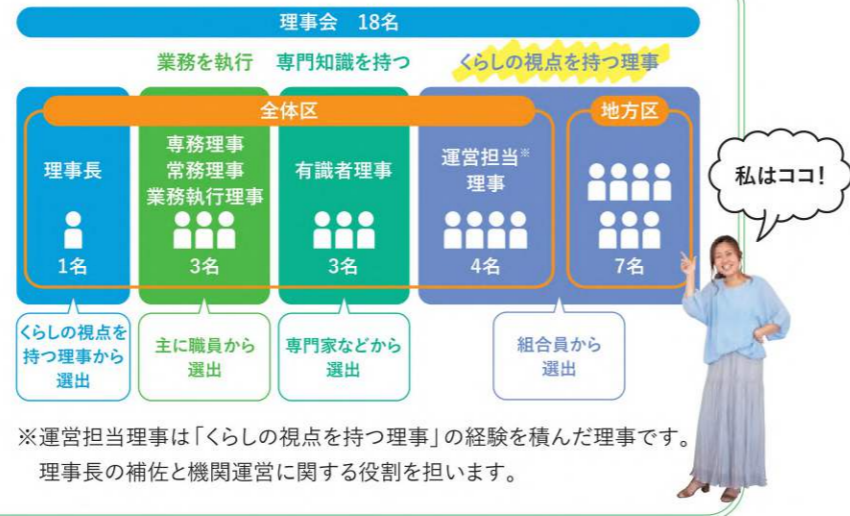 理事会 18名
業務を執行
専門知識を持つ
くらしの視点を持つ理事
全体区
地方区
理事長
1名
専務理事
常務理事
業務執行理事
3名
有識者理事
3名
運営担当※
理事
4名
7名
私はココ！
くらしの視点を
持つ理事から
選出
主に職員から
選出
専門家などから
選出
組合員から
選出
※運営担当理事は「くらしの視点を持つ理事」の経験を積んだ理事です。
理事長の補佐と機関運営に関する役割を担います。